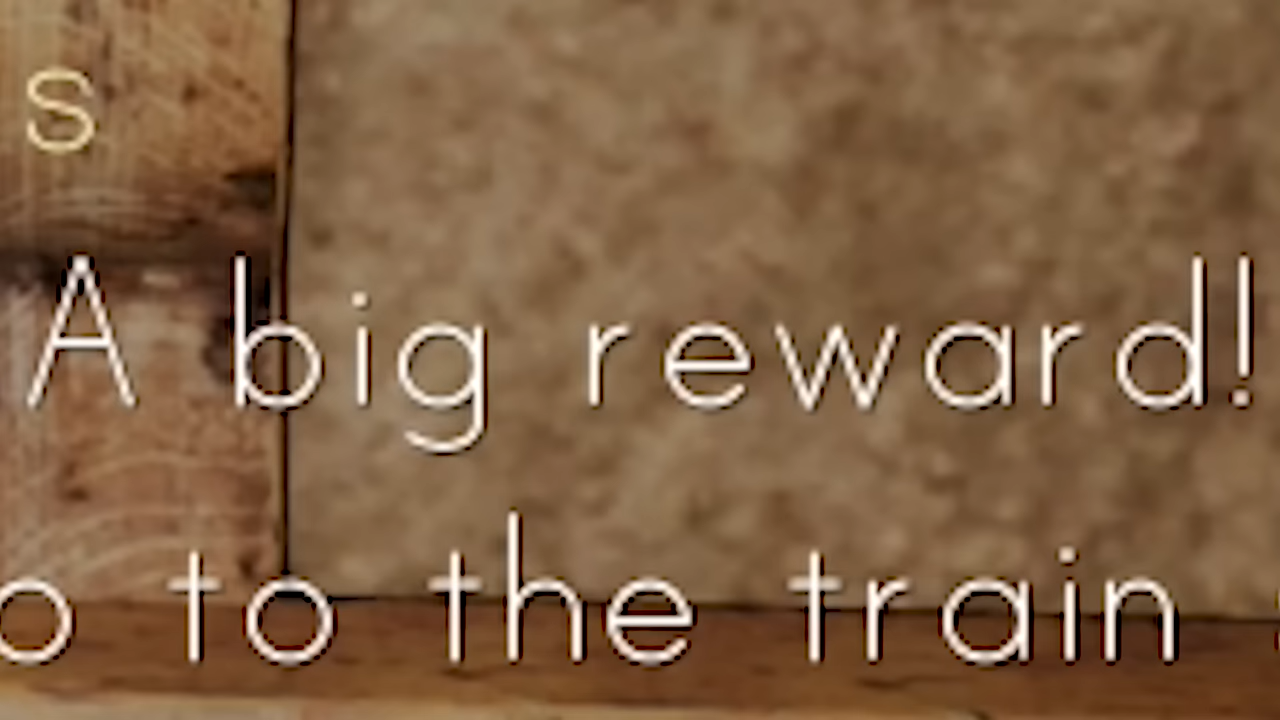 s
A big reward!
o to the train